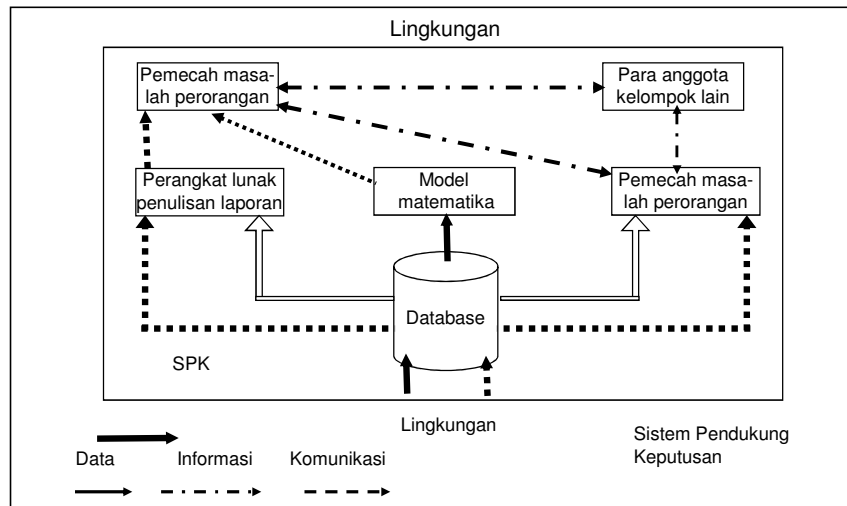 Lingkungan
Pemecah masa-
lah perorangan
Para anggota
kelompok lain
Perangkat lunak
penulisan laporan
Model
matematika
Pemecah masa-
lah perorangan
Database
SPK
Lingkungan
Sistem Pendukung
Keputusan
Data Informasi Komunikasi